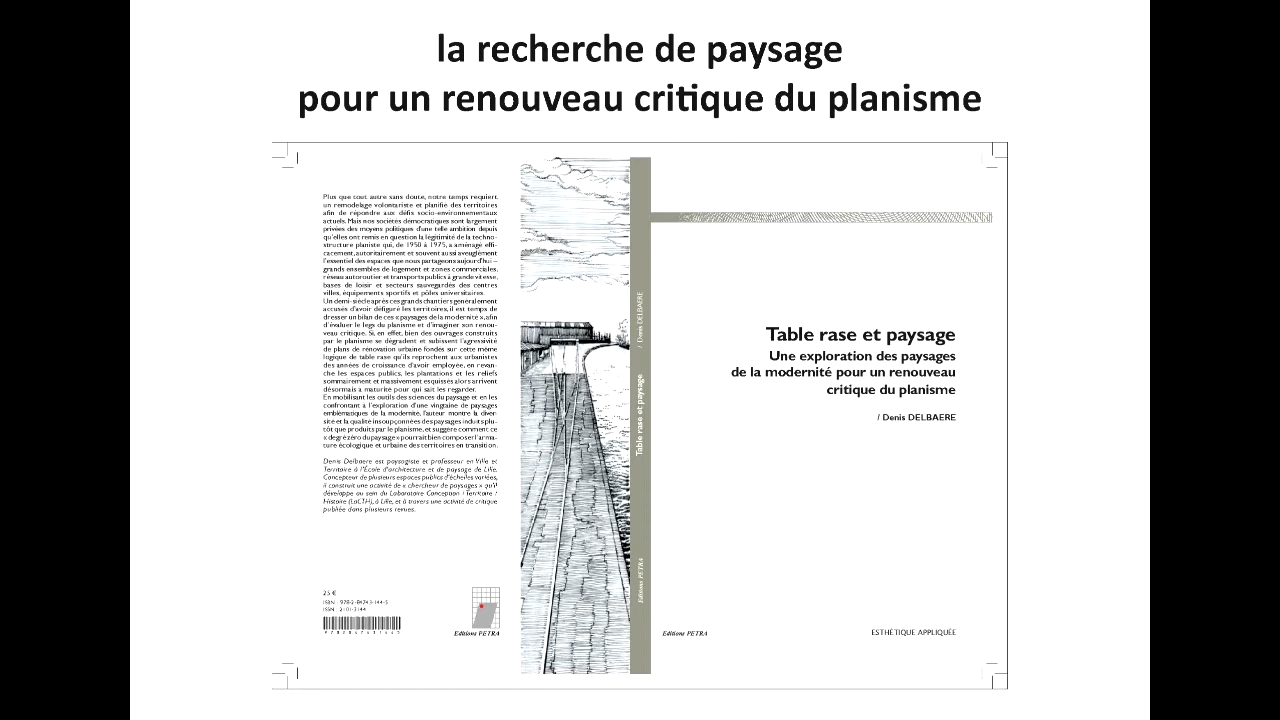 la recherche de paysage
pour un renouveau critique du planisme
Plus que tout autre sans doute, notre temps requiert
un remodelage volontariste et planifié des territoires
afin de répondre aux défis socio-environnementaux
actuels. Mais nos sociétés démocratiques sont largement
privées des moyens politiques d'une telle ambition depuis
qu'elles ont remis en question la légitimité de la techno-
structure planiste qui, de 1950 à 1975, a aménagé effi-
cacement, autoritairement et souvent aussi aveuglément
l'essentiel des espaces que nous partageons aujourd'hui –
grands ensembles de logement et zones commerciales,
réseau autoroutier et transports publics à grande vitesse,
bases de loisir et secteurs sauvegardés des centres
villes, équipements sportifs et pôles universitaires.
Un demi-siècle après ces grands chantiers généralement
accusés d'avoir défiguré les territoires, il est temps de
dresser un bilan de ces « paysages de la modernité », afin
d'évaluer le legs du planisme et d'imaginer son renou-
veau critique. Si, en effet, bien des ouvrages construits
par le planisme se dégradent et subissent l'agressivité
de plans de rénovation urbaine fondés sur cette même
logique de table rase qu'ils reprochent aux urbanistes
des années de croissance d'avoir employée, en revan-
che les espaces publics, les plantations et les reliefs
sommairement et massivement esquissés alors arrivent
désormais à maturité pour qui sait les regarder.
En mobilisant les outils des sciences du paysage et en les
confrontant à l'exploration d'une vingtaine de paysages
emblématiques de la modernité, l'auteur montre la diver-
sité et la qualité insoupçonnées des paysages induits plu-
tôt que produits par le planisme, et suggère comment ce
« degré zéro du paysage » pourrait bien composer l'arma-
ture écologique et urbaine des territoires en transition.
Denis Delbaere est paysagiste et professeur en Ville et
Territoire à l'École d'architecture et de paysage de Lille.
Concepteur de plusieurs espaces publics d'échelles variées,
il construit une activité de « chercheur de paysages » qu'il
développe au sein du Laboratoire Conception / Territoire /
Histoire (LaCTH), à Lille, et à travers une activité de critique
publiée dans plusieurs revues.
25 €
ISBN : 978-2-84743-144-5
ISSN : 2101-3144
9 782847 431445
Editions PETRA
/ Denis DELBAERE
Table rase et paysage
Editions PETRA
Table rase et paysage
Une exploration des paysages
de la modernité pour un renouveau
critique du planisme
/ Denis DELBAERE
Editions PETRA
ESTHÉTIQUE APPLIQUÉE